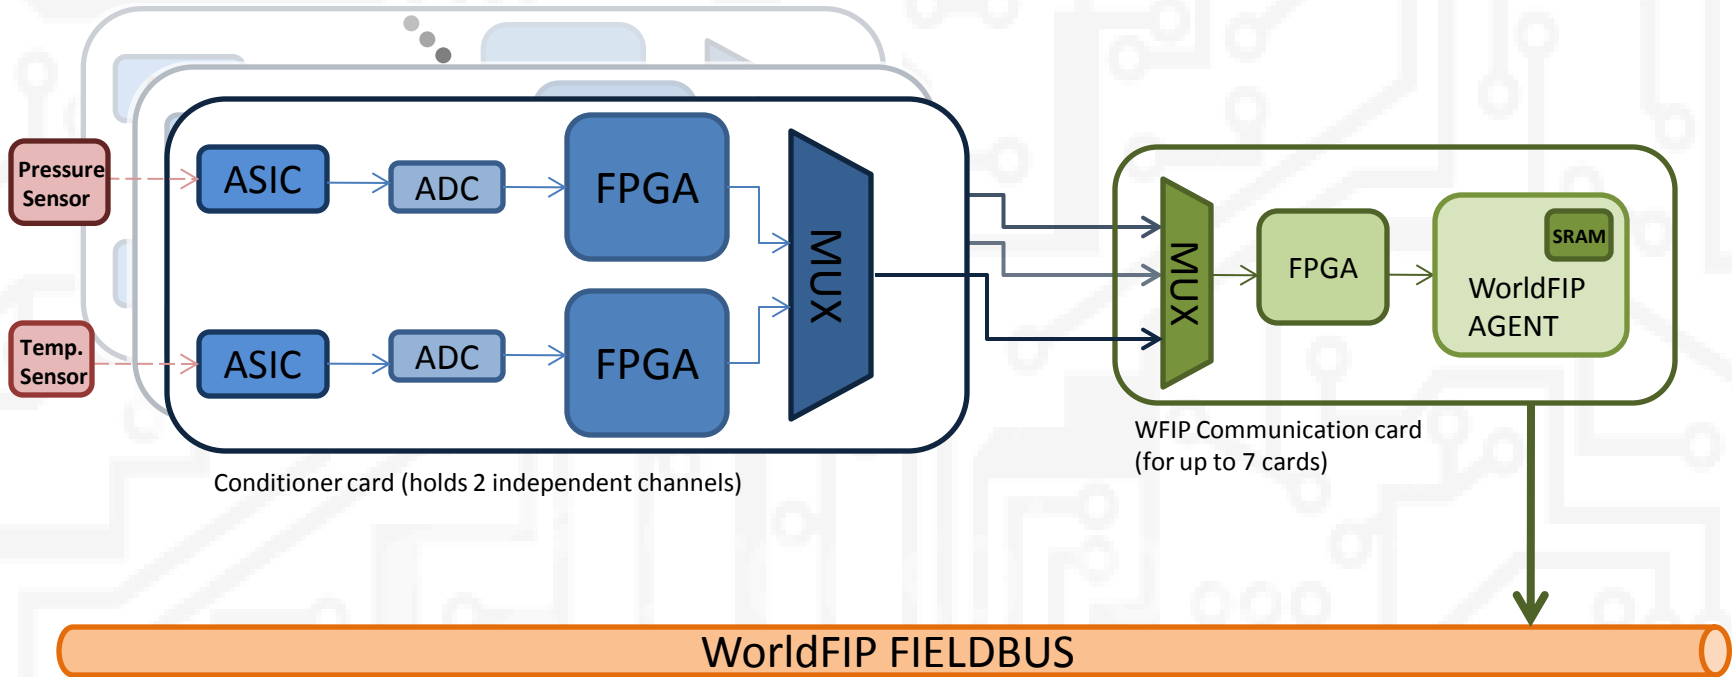 Pressure
Sensor
ASIC
ADC
FPGA
MUX
Temp.
Sensor
ASIC
ADC
FPGA
Conditioner card (holds 2 independent channels)
MUX
FPGA
SRAM
WorldFIP
AGENT
WFIP Communication card
(for up to 7 cards)
WorldFIP FIELDBUS